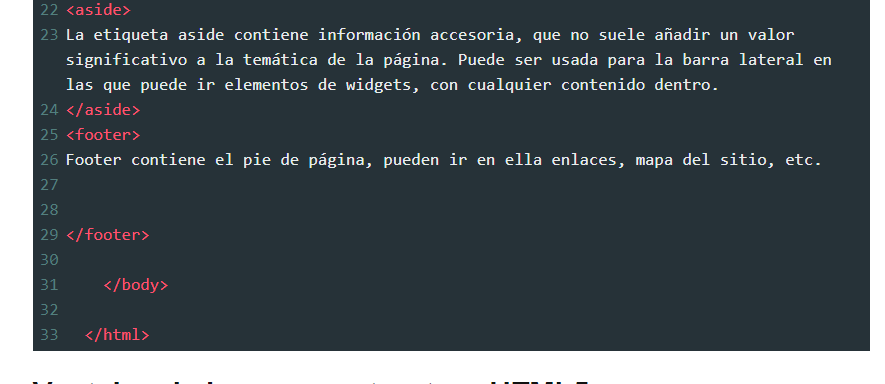 22 <aside>
23 La etiqueta aside contiene información accesoria, que no suele añadir un valor
significativo a la temática de la página. Puede ser usada para la barra lateral en
las que puede ir elementos de widgets, con cualquier contenido dentro.
24 </aside>
25 <footer>
26 Footer contiene el pie de página, pueden ir en ella enlaces, mapa del sitio, etc.
27
28
29 </footer>
30
31 </body>
32
33 </html>